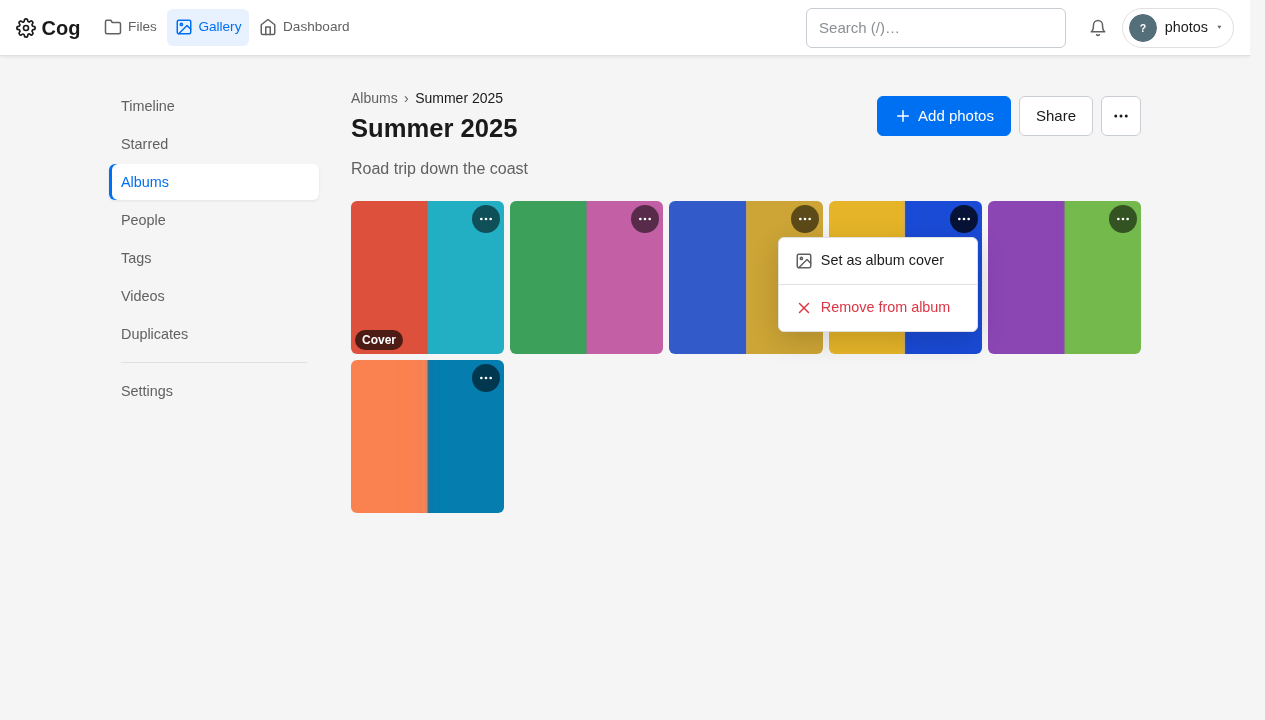 Cog
Files
Gallery
Dashboard
Search (/)…
?
photos
Timeline
Starred
Albums
People
Tags
Videos
Duplicates
Settings
Albums › Summer 2025
Summer 2025
Road trip down the coast
Add photos
Share
Cover
Set as album cover
Remove from album